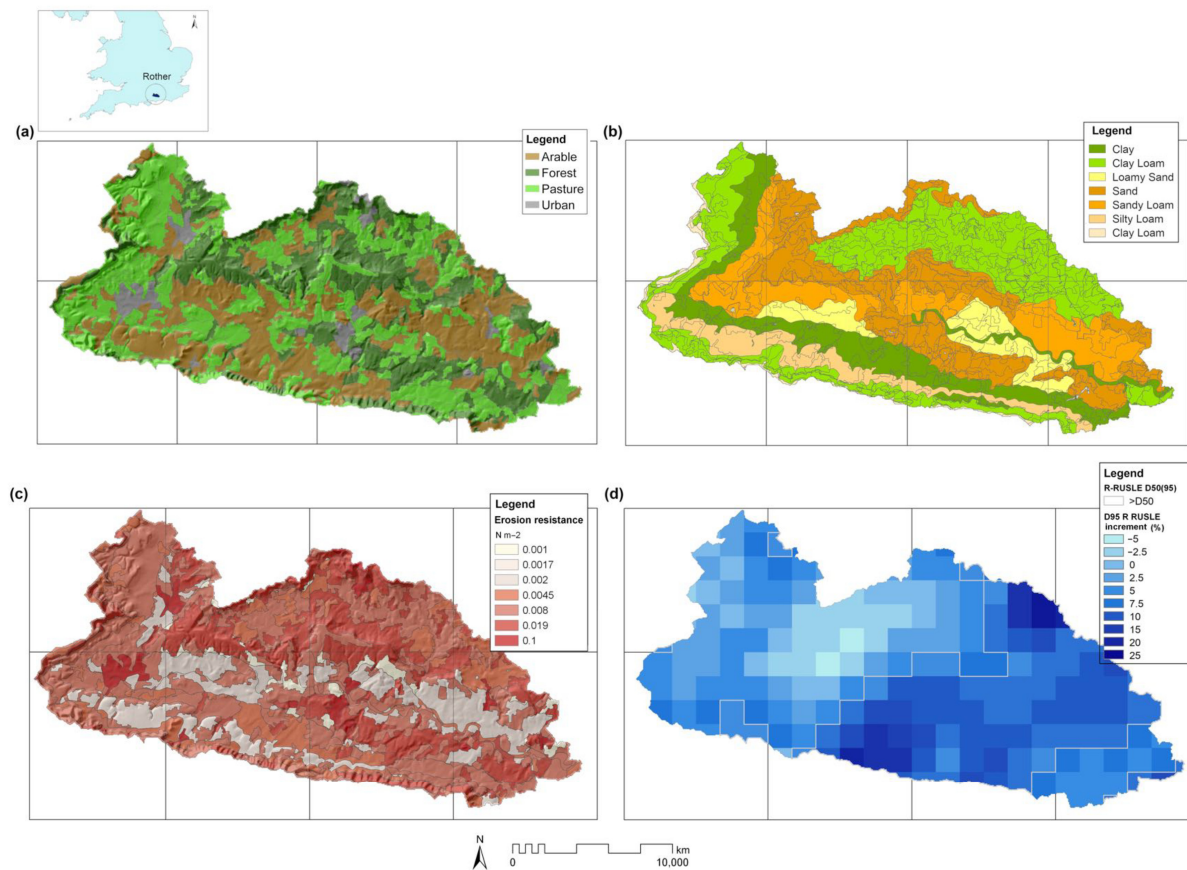 N
Rother
(a)
Legend
Arable
Forest
Pasture
Urban
(b)
Legend
Clay
Clay Loam
Loamy Sand
Sand
Sandy Loam
Silty Loam
Clay Loam
(c)
Legend
Erosion resistance
N m-2
0.001
0.0017
0.002
0.0045
0.008
0.019
0.1
(d)
Legend
R-RUSLE D50(95)
>D50
D95 R RUSLE
increment (%)
−5
−2.5
0
2.5
5
7.5
10
15
20
25
N
km
0
10,000